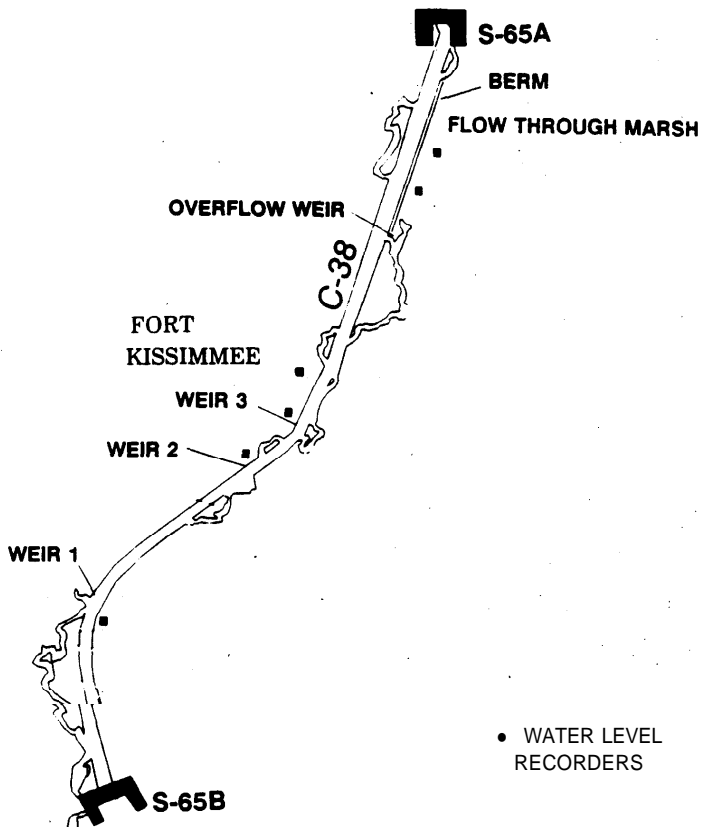 S-65A
BERM
FLOW THROUGH MARSH
OVERFLOW WEIR
C-38
FORT
KISSIMMEE
WEIR 3
WEIR 2
WEIR 1
• WATER LEVEL
RECORDERS
S-65B